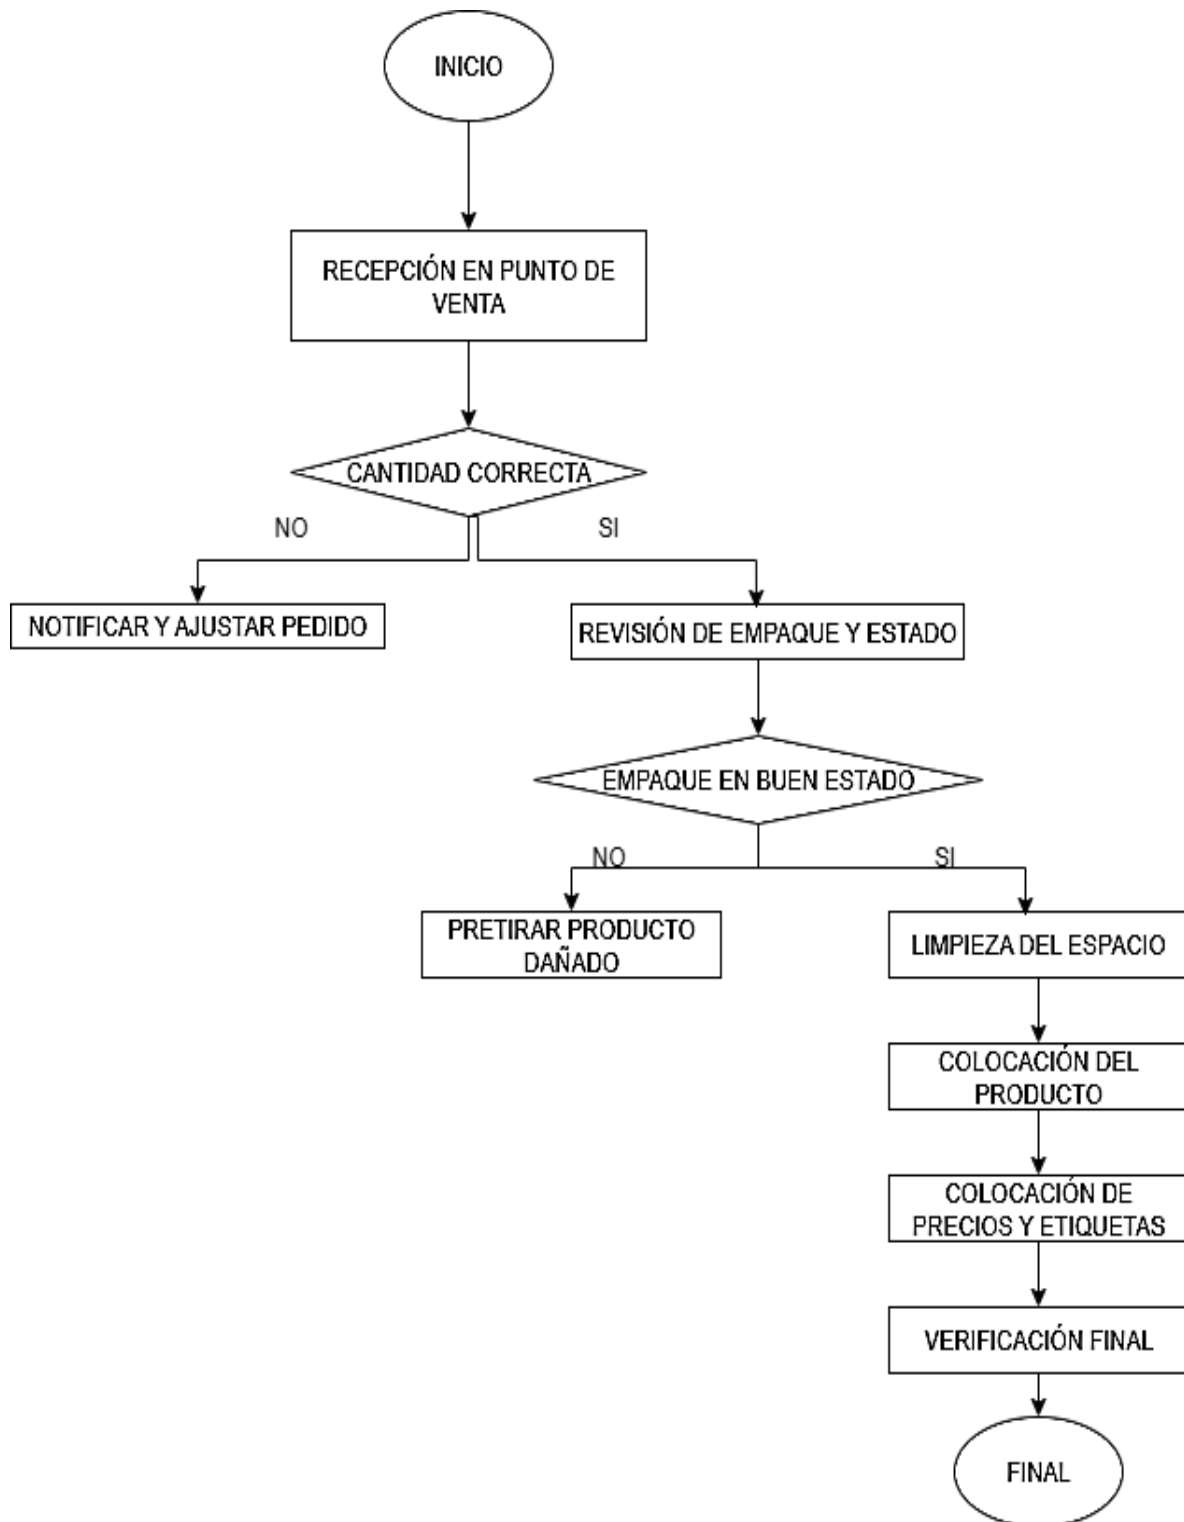 INICIO
RECEPCIÓN EN PUNTO DE
VENTA
CANTIDAD CORRECTA
NO
SI
NOTIFICAR Y AJUSTAR PEDIDO
REVISIÓN DE EMPAQUE Y ESTADO
EMPAQUE EN BUEN ESTADO
NO
SI
PRETIRAR PRODUCTO
DAÑADO
LIMPIEZA DEL ESPACIO
COLOCACIÓN DEL
PRODUCTO
COLOCACIÓN DE
PRECIOS Y ETIQUETAS
VERIFICACIÓN FINAL
FINAL